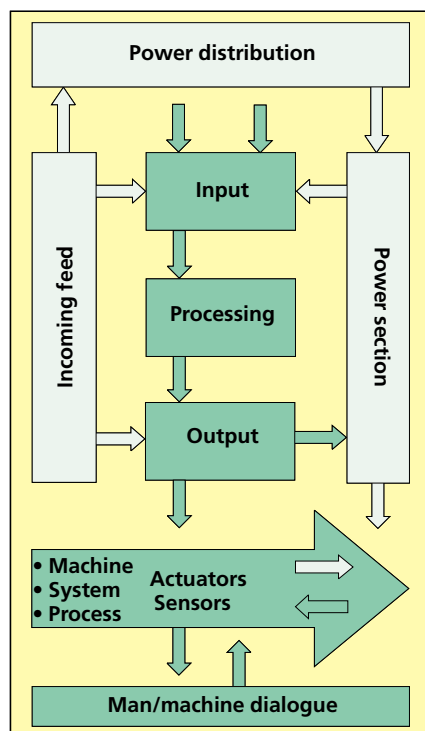 Power distribution
Input
Incoming feed
Power section
Processing
Output
• Machine
• System
• Process
Actuators
Sensors
Man/machine dialogue